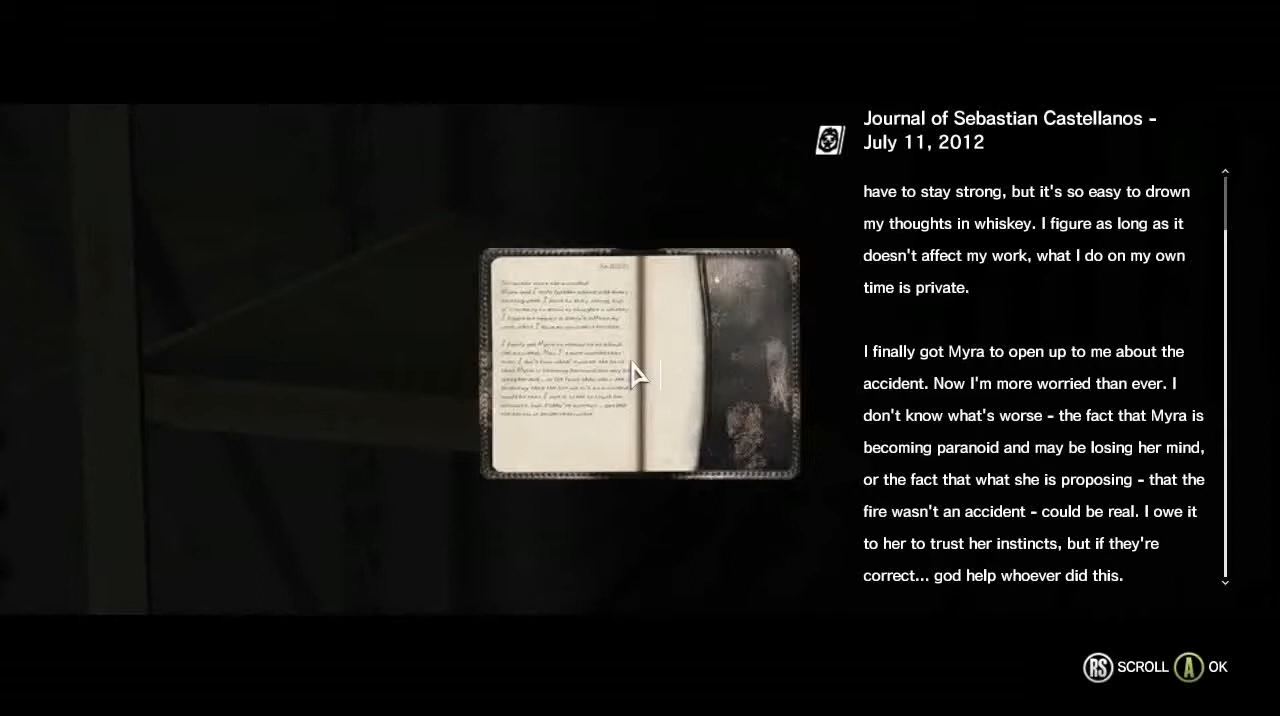 Journal of Sebastian Castellanos -
July 11, 2012
have to stay strong, but it's so easy to drown
my thoughts in whiskey. I figure as long as it
doesn't affect my work, what I do on my own
time is private.
I finally got Myra to open up to me about the
accident. Now I'm more worried than ever. I
don't know what's worse - the fact that Myra is
becoming paranoid and may be losing her mind,
or the fact that what she is proposing - that the
fire wasn't an accident - could be real. I owe it
to her to trust her instincts, but if they're
correct... god help whoever did this.
RS SCROLL A OK